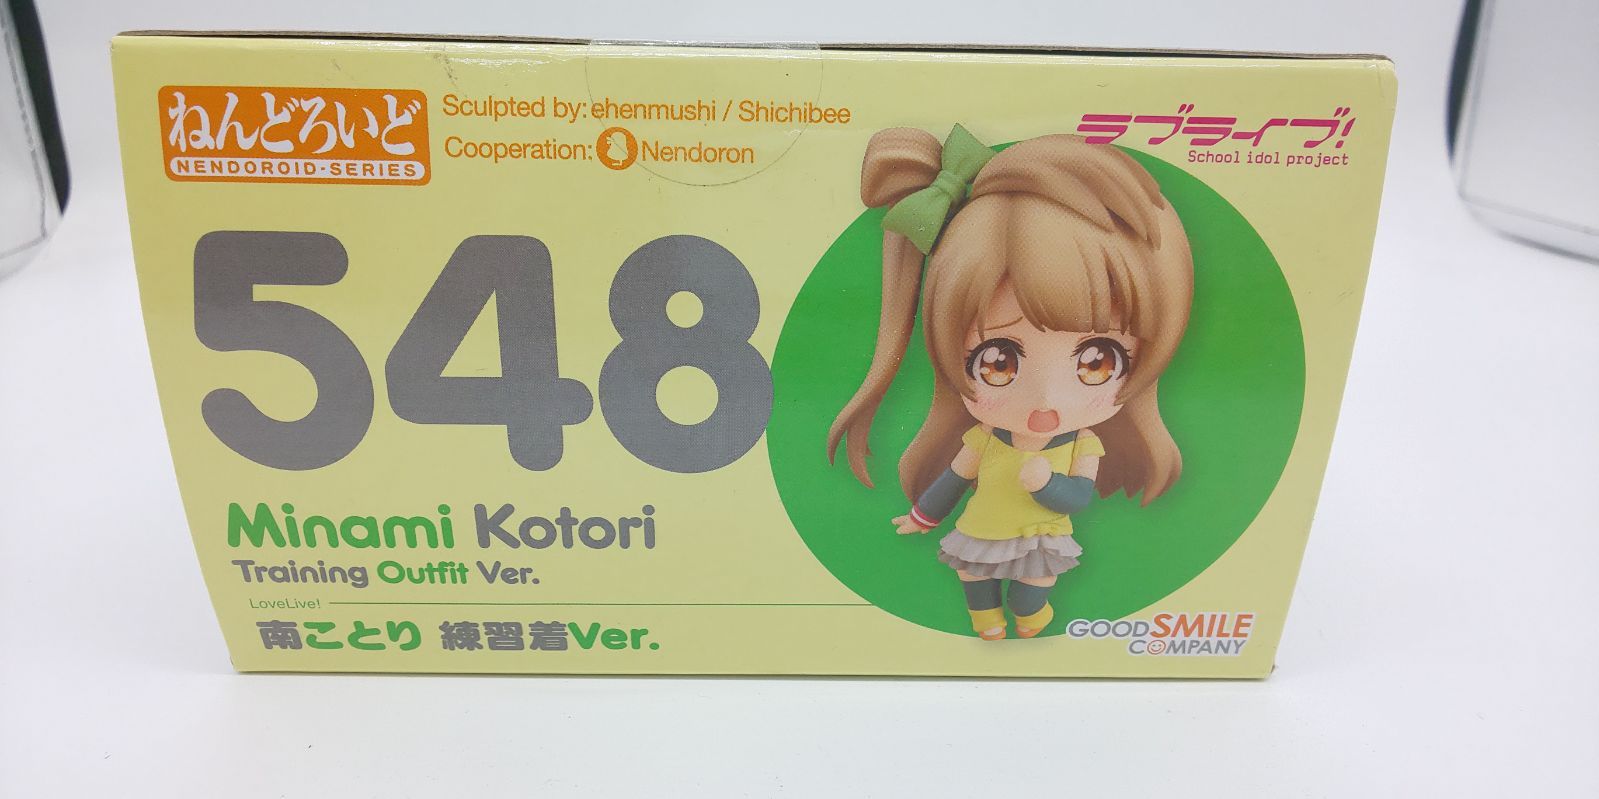 ねんどろいど
NENDOROID·SERIES
Sculpted by: ehenmushi / Shichibee
Cooperation: Nendoron
ラブライブ!
School idol project
548
Minami Kotori
Training Outfit Ver.
LoveLive!
南ことり 練習着Ver.
GOOD SMILE
COMPANY